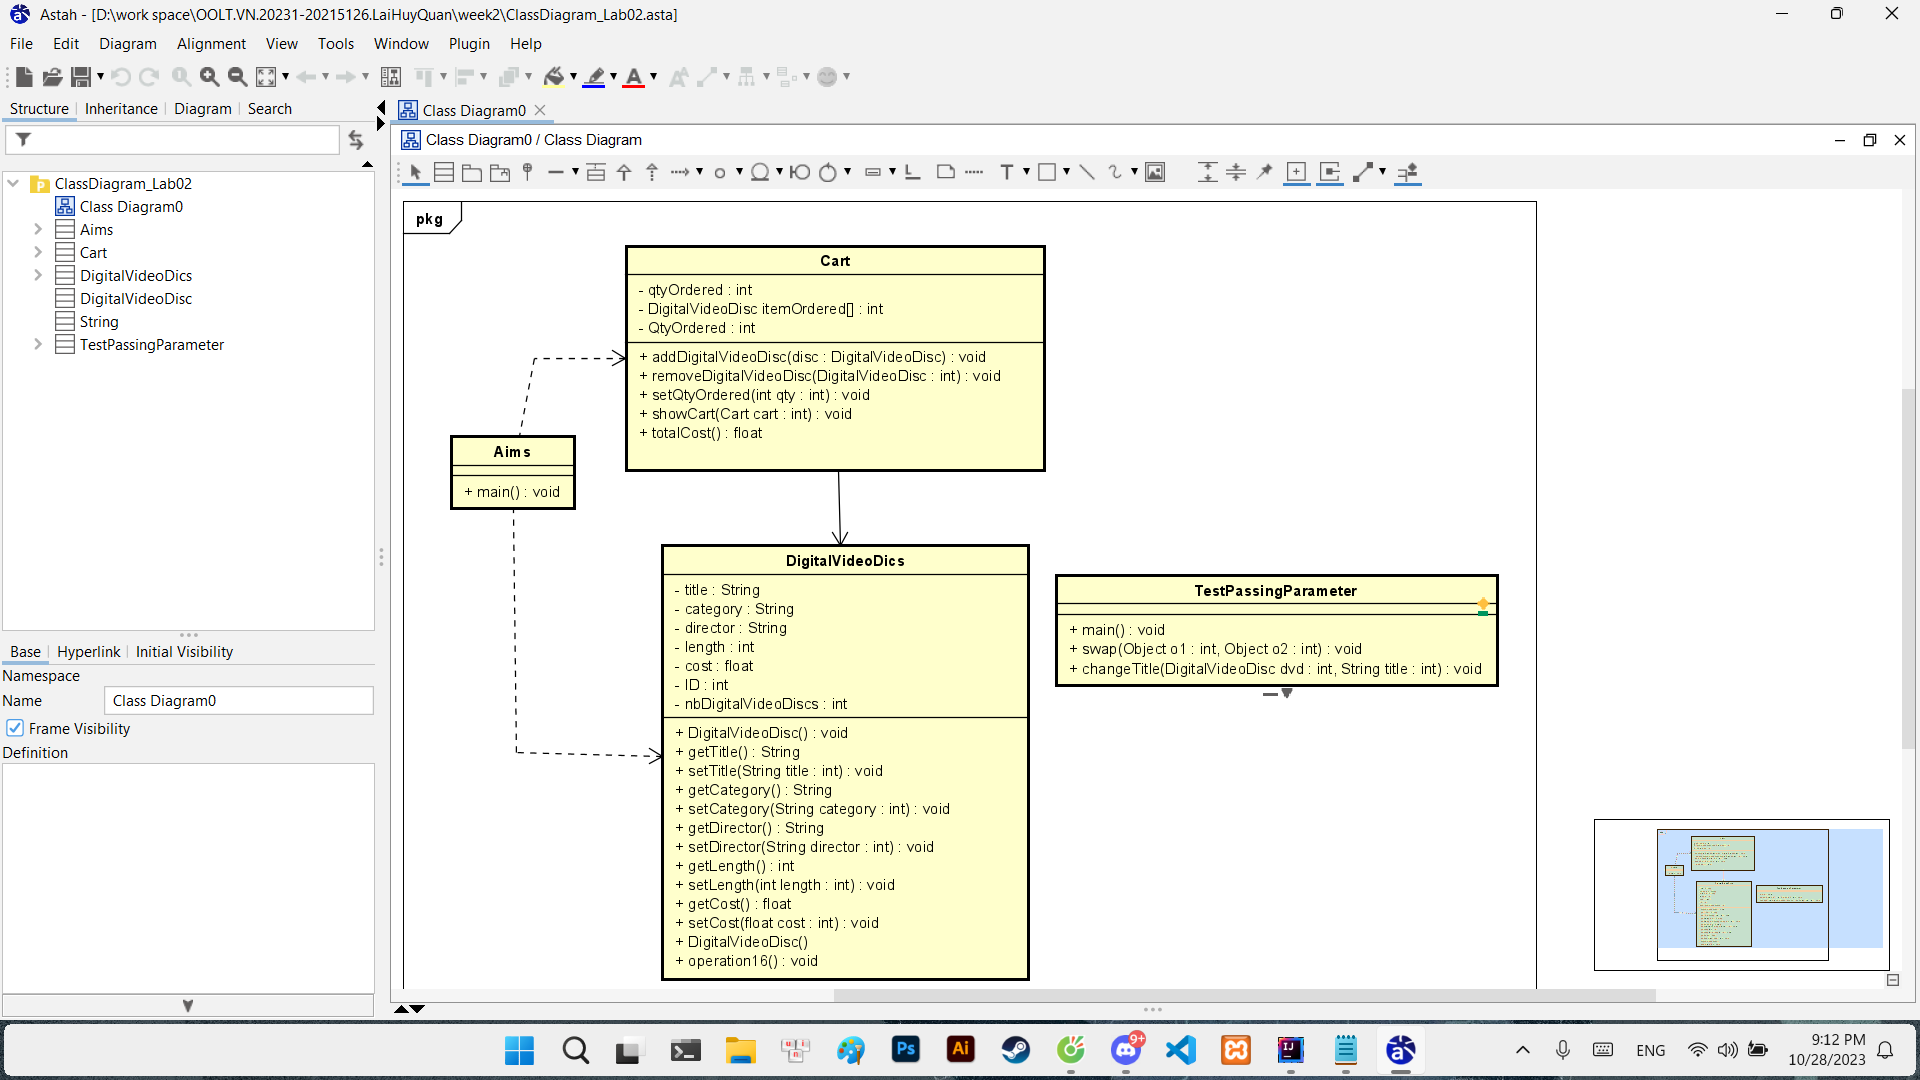 Astah - [D:\work space\OOLT.VN.20231-20215126.LaiHuyQuan\week2\ClassDiagram_Lab02.asta]
File Edit Diagram Alignment View Tools Window Plugin Help
Structure Inheritance Diagram Search
Class Diagram0
Class Diagram0 / Class Diagram
ClassDiagram_Lab02
Class Diagram0
Aims
Cart
DigitalVideoDics
DigitalVideoDisc
String
TestPassingParameter
Base Hyperlink Initial Visibility
Namespace
Name Class Diagram0
Frame Visibility
Definition
pkg
Cart
- qtyOrdered : int
- DigitalVideoDisc itemOrdered[] : int
- QtyOrdered : int
+ addDigitalVideoDisc(disc : DigitalVideoDisc) : void
+ removeDigitalVideoDisc(DigitalVideoDisc : int) : void
+ setQtyOrdered(int qty : int) : void
+ showCart(Cart cart : int) : void
+ totalCost() : float
Aims
+ main() : void
DigitalVideoDics
- title : String
- category : String
- director : String
- length : int
- cost : float
- ID : int
- nbDigitalVideoDiscs : int
+ DigitalVideoDisc() : void
+ getTitle() : String
+ setTitle(String title : int) : void
+ getCategory() : String
+ setCategory(String category : int) : void
+ getDirector() : String
+ setDirector(String director : int) : void
+ getLength() : int
+ setLength(int length : int) : void
+ getCost() : float
+ setCost(float cost : int) : void
+ DigitalVideoDisc()
+ operation16() : void
TestPassingParameter
+ main() : void
+ swap(Object o1 : int, Object o2 : int) : void
+ changeTitle(DigitalVideoDisc dvd : int, String title : int) : void
Ps
Ai
9+
IJ
ENG
9:12 PM
10/28/2023